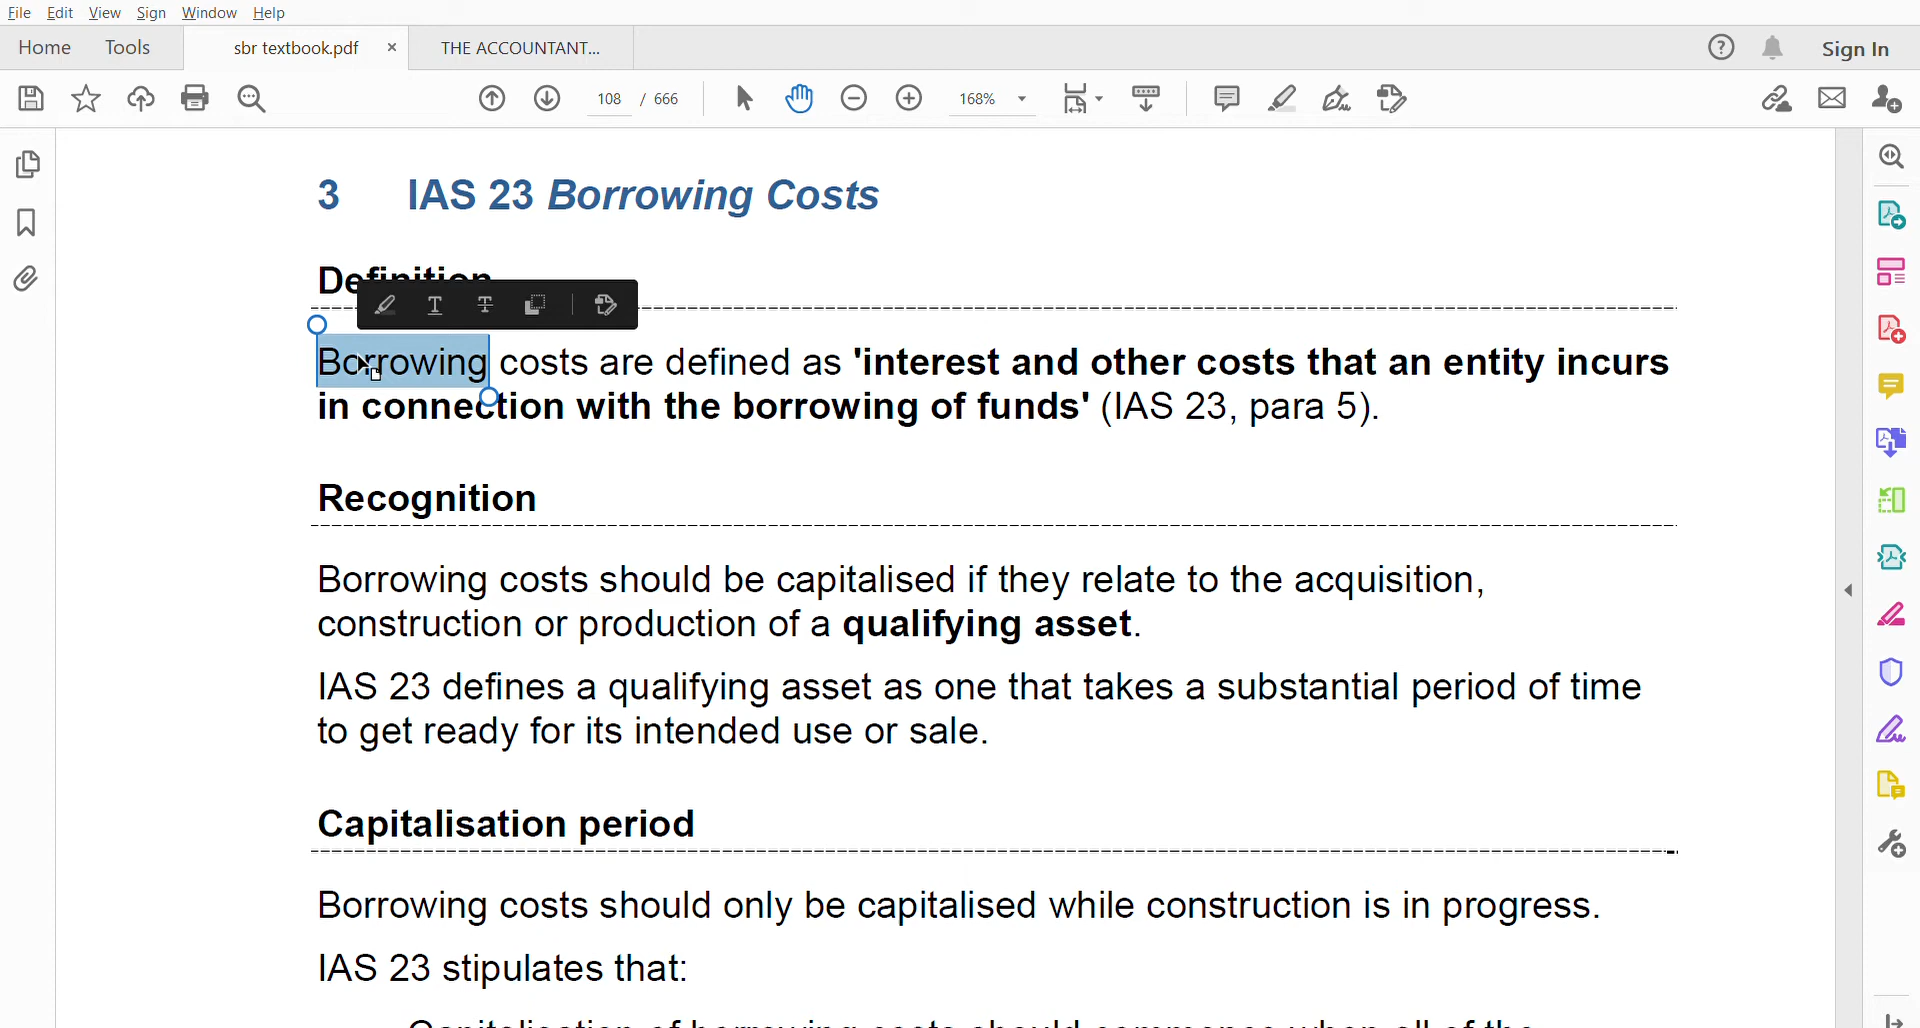 File Edit View Sign Window Help
Home Tools sbr textbook.pdf × THE ACCOUNTANT... Sign In
108 / 666 168%
3 IAS 23 Borrowing Costs
Definition
Borrowing costs are defined as 'interest and other costs that an entity incurs
in connection with the borrowing of funds' (IAS 23, para 5).
Recognition
Borrowing costs should be capitalised if they relate to the acquisition,
construction or production of a qualifying asset.
IAS 23 defines a qualifying asset as one that takes a substantial period of time
to get ready for its intended use or sale.
Capitalisation period
Borrowing costs should only be capitalised while construction is in progress.
IAS 23 stipulates that: